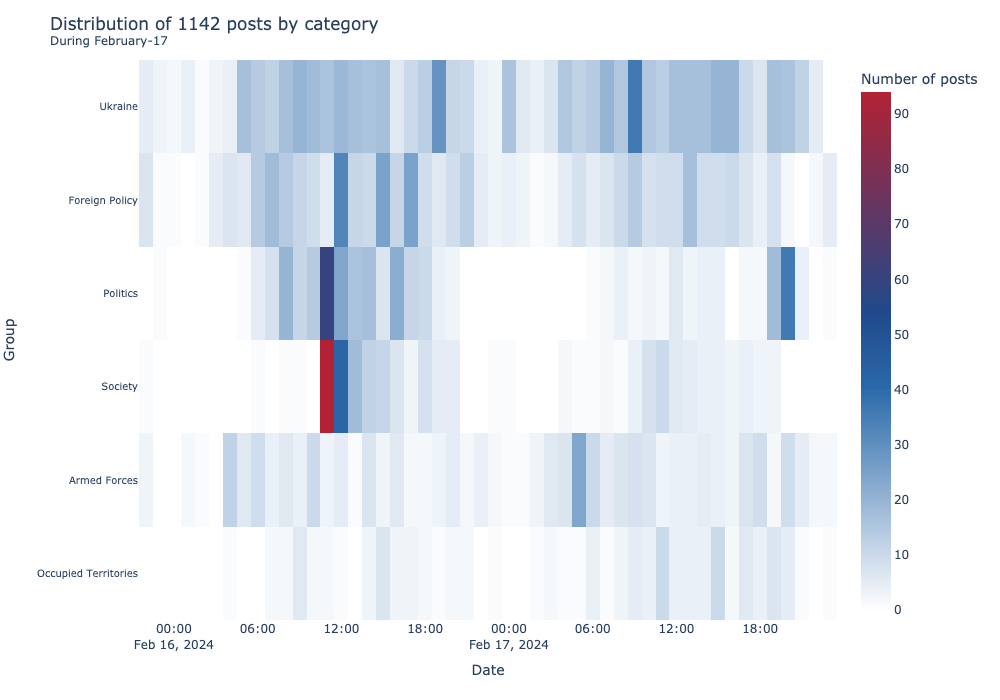 Distribution of 1142 posts by category
During February-17
Number of posts
Ukraine
Foreign Policy
Politics
Society
Armed Forces
Occupied Territories
Group
90
80
70
60
50
40
30
20
10
0
00:00 06:00 12:00 18:00 00:00 06:00 12:00 18:00
Feb 16, 2024 Feb 17, 2024
Date